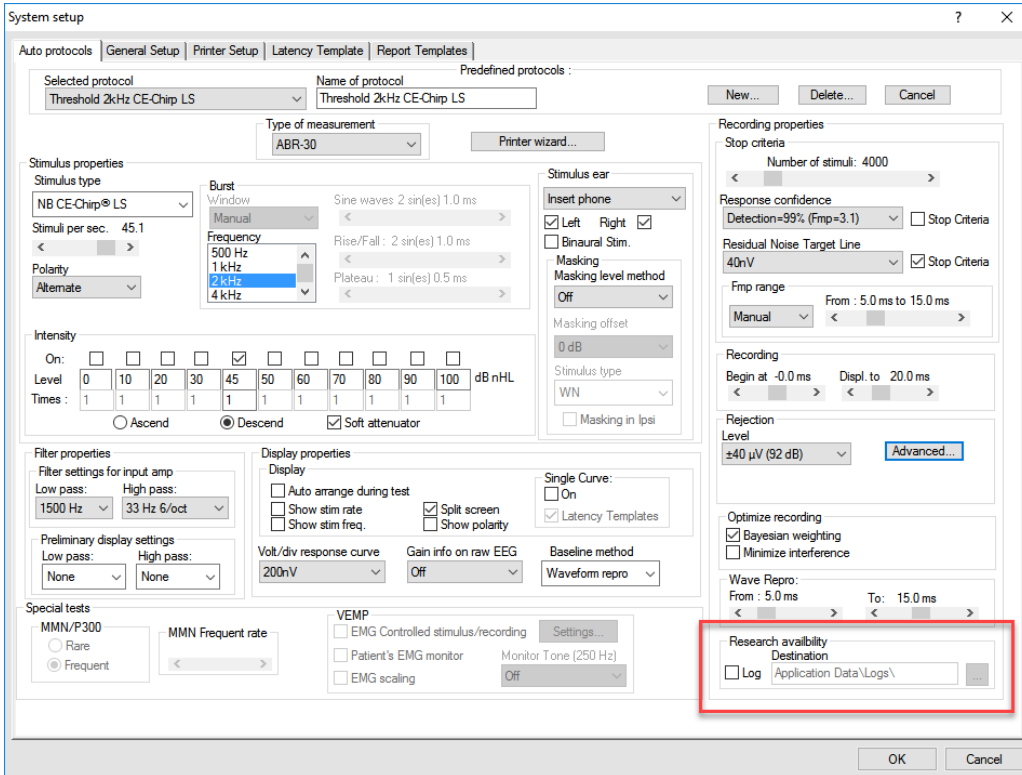 System setup
?
Auto protocols General Setup Printer Setup Latency Template Report Templates
Predefined protocols :
Selected protocol
Threshold 2kHz CE-Chirp LS
Name of protocol
Threshold 2kHz CE-Chirp LS
New... Delete... Cancel
Type of measurement
ABR-30
Printer wizard...
Stimulus properties
Stimulus type
NB CE-Chirp® LS
Stimuli per sec. 45.1
Polarity
Alternate
Burst
Window
Manual
Frequency
500 Hz
1 kHz
2 kHz
4 kHz
Sine waves 2 sin(es) 1.0 ms
Rise/Fall : 2 sin(es) 1.0 ms
Plateau : 1 sin(es) 0.5 ms
Intensity
On:
Level 0 10 20 30 45 50 60 70 80 90 100 dB nHL
Times : 1 1 1 1 1 1 1 1 1 1 1
Ascend Descend Soft attenuator
Stimulus ear
Insert phone
Left Right
Binaural Stim.
Masking
Masking level method
Off
Masking offset
0 dB
Stimulus type
WN
Masking in Ipsi
Recording properties
Stop criteria
Number of stimuli: 4000
Response confidence
Detection=99% (Fmp=3.1) Stop Criteria
Residual Noise Target Line
40nV Stop Criteria
Fmp range
Manual
From : 5.0 ms to 15.0 ms
Recording
Begin at -0.0 ms Displ. to 20.0 ms
Rejection
Level
±40 µV (92 dB) Advanced...
Optimize recording
Bayesian weighting
Minimize interference
Wave Repro:
From : 5.0 ms To: 15.0 ms
Research availbility
Destination
Log Application Data\Logs\ ...
Filter properties
Filter settings for input amp
Low pass: High pass:
1500 Hz 33 Hz 6/oct
Preliminary display settings
Low pass: High pass:
None None
Display properties
Display
Auto arrange during test
Show stim rate Split screen
Show stim freq. Show polarity
Single Curve:
On
Latency Templates
Volt/div response curve
200nV
Gain info on raw EEG
Off
Baseline method
Waveform repro
Special tests
MMN/P300
Rare
Frequent
MMN Frequent rate
VEMP
EMG Controlled stimulus/recording Settings...
Patient's EMG monitor Monitor Tone (250 Hz)
EMG scaling Off
OK Cancel